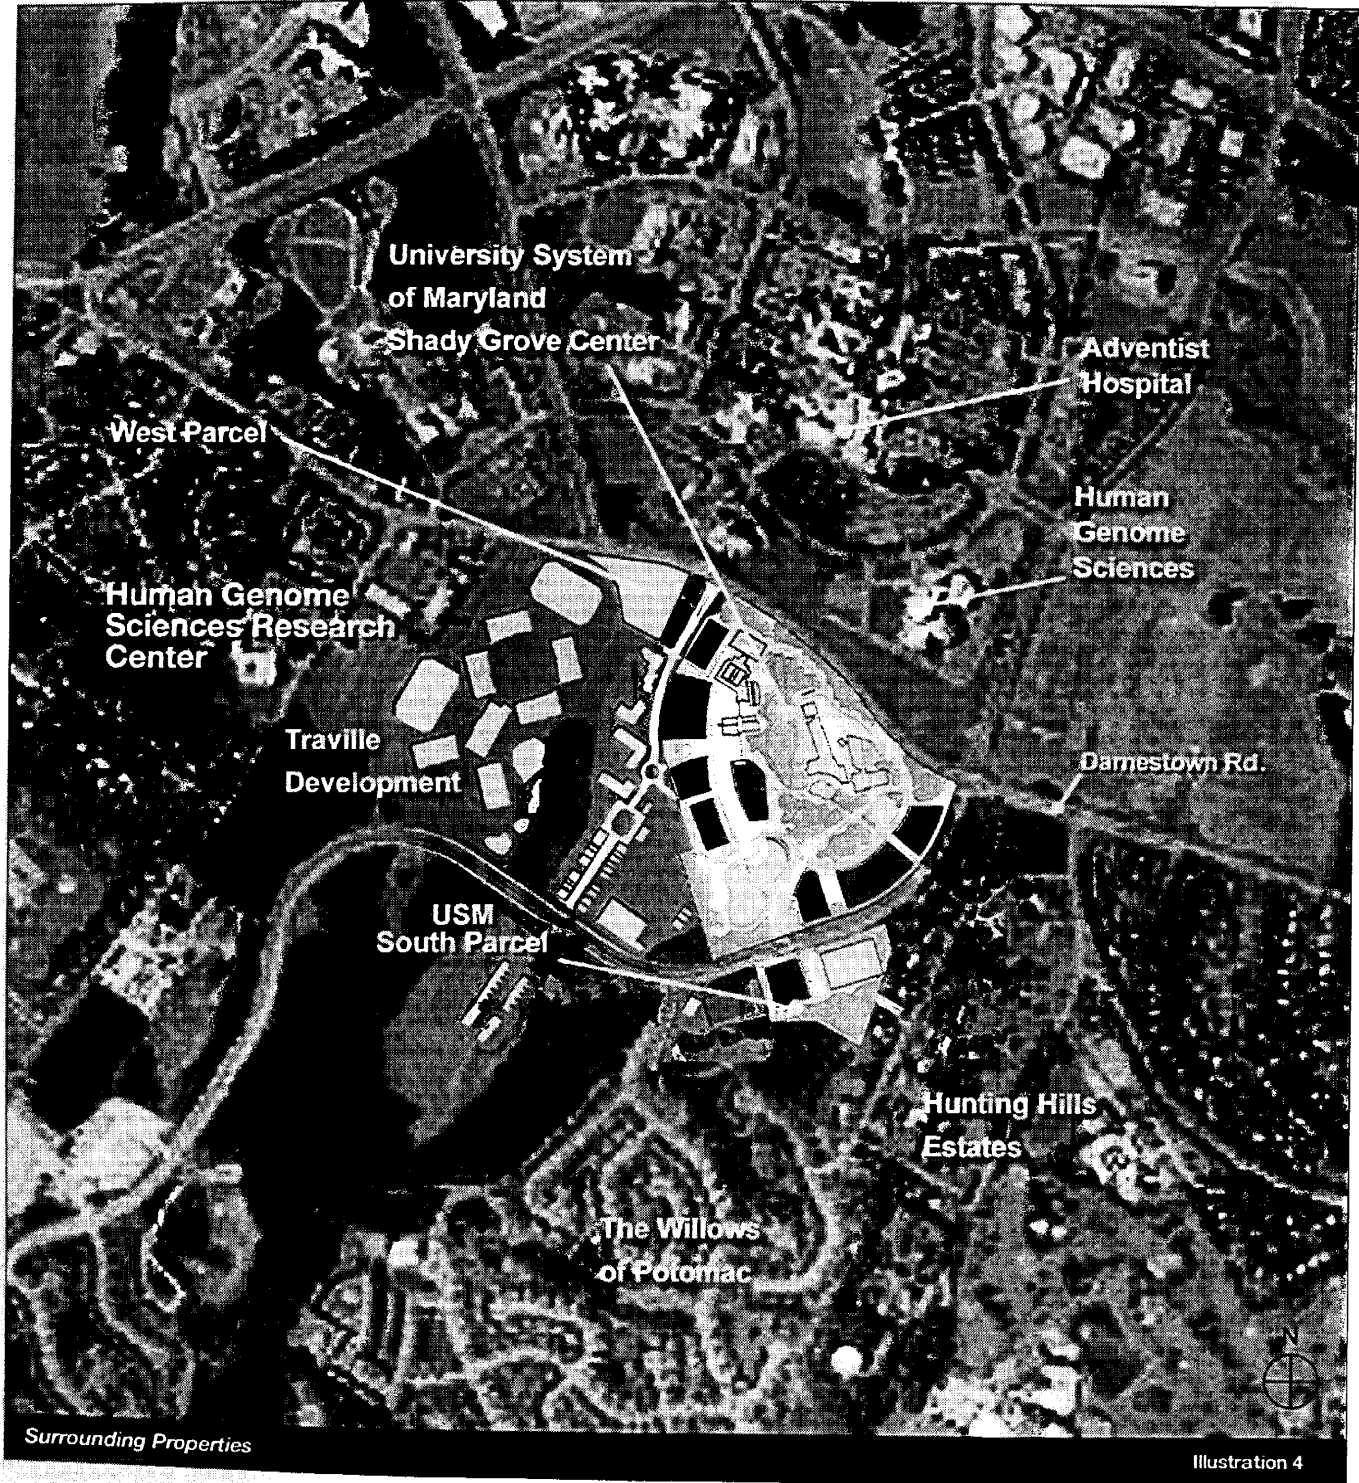 University System
of Maryland
Shady Grove Center
Adventist
Hospital
West Parcel
Human
Genome
Sciences
Human Genome
Sciences Research
Center
Traville
Development
Darnestown Rd.
USM
South Parcel
Hunting Hills
Estates
The Willows
of Potomac
N
Surrounding Properties
Illustration 4